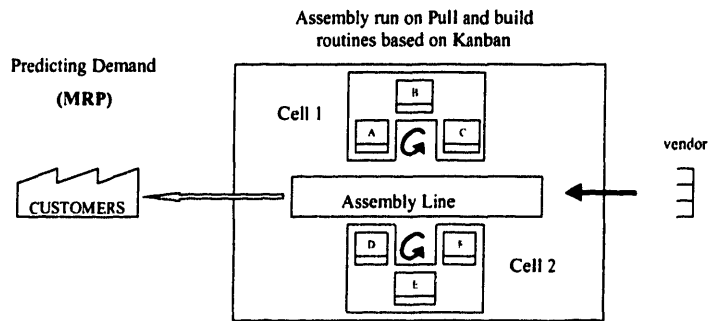 Assembly run on Pull and build
routines based on Kanban
Predicting Demand
(MRP)
Cell 1
B
A
C
vendor
CUSTOMERS
Assembly Line
D
F
E
Cell 2